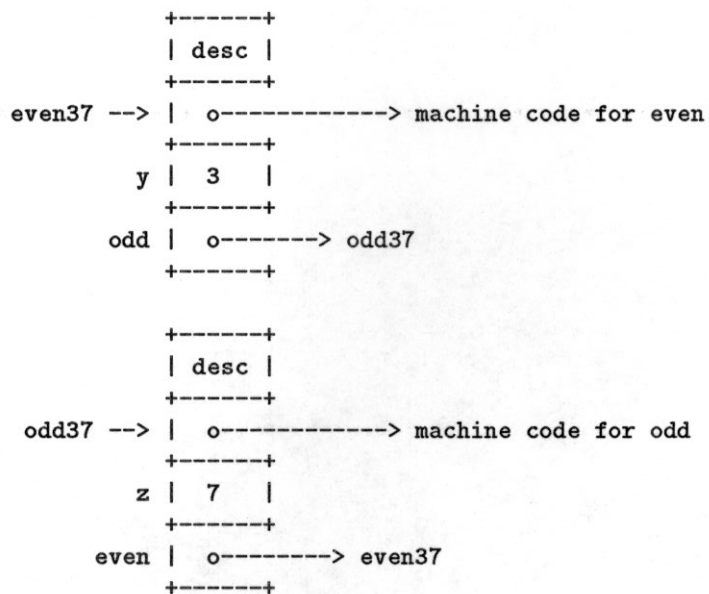 +------+
| desc |
+------+
even37 --> | o-----------> machine code for even
+------+
y | 3 |
+------+
odd | o-------> odd37
+------+
+------+
| desc |
+------+
odd37 --> | o-----------> machine code for odd
+------+
z | 7 |
+------+
even | o--------> even37
+------+